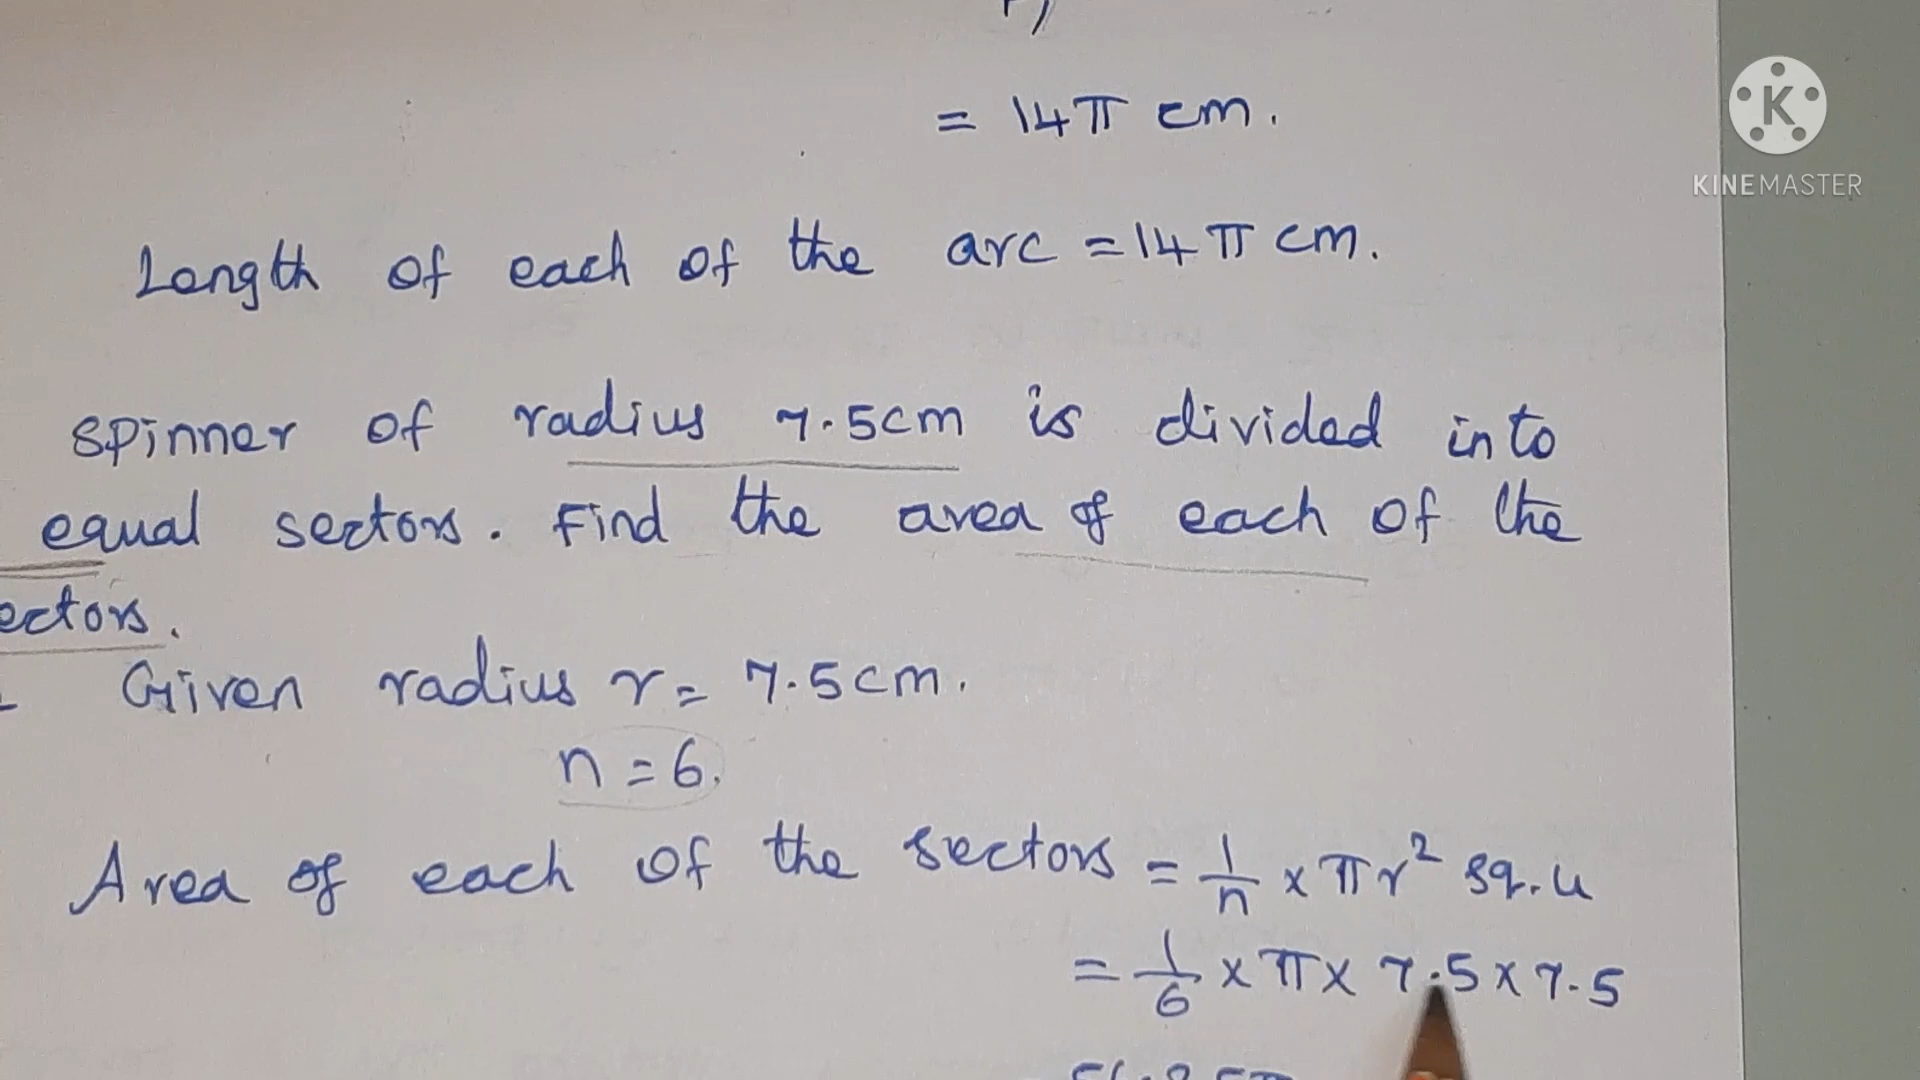 = 14π cm.
K
KINEMASTER
Length of each of the arc = 14π cm.
spinner of radius 7.5cm is divided into
equal sectors. Find the area of each of the
ectors.
Given radius r = 7.5cm.
n = 6.
Area of each of the sectors = 1/n × πr² sq. u
= 1/6 × π × 7.5 × 7.5